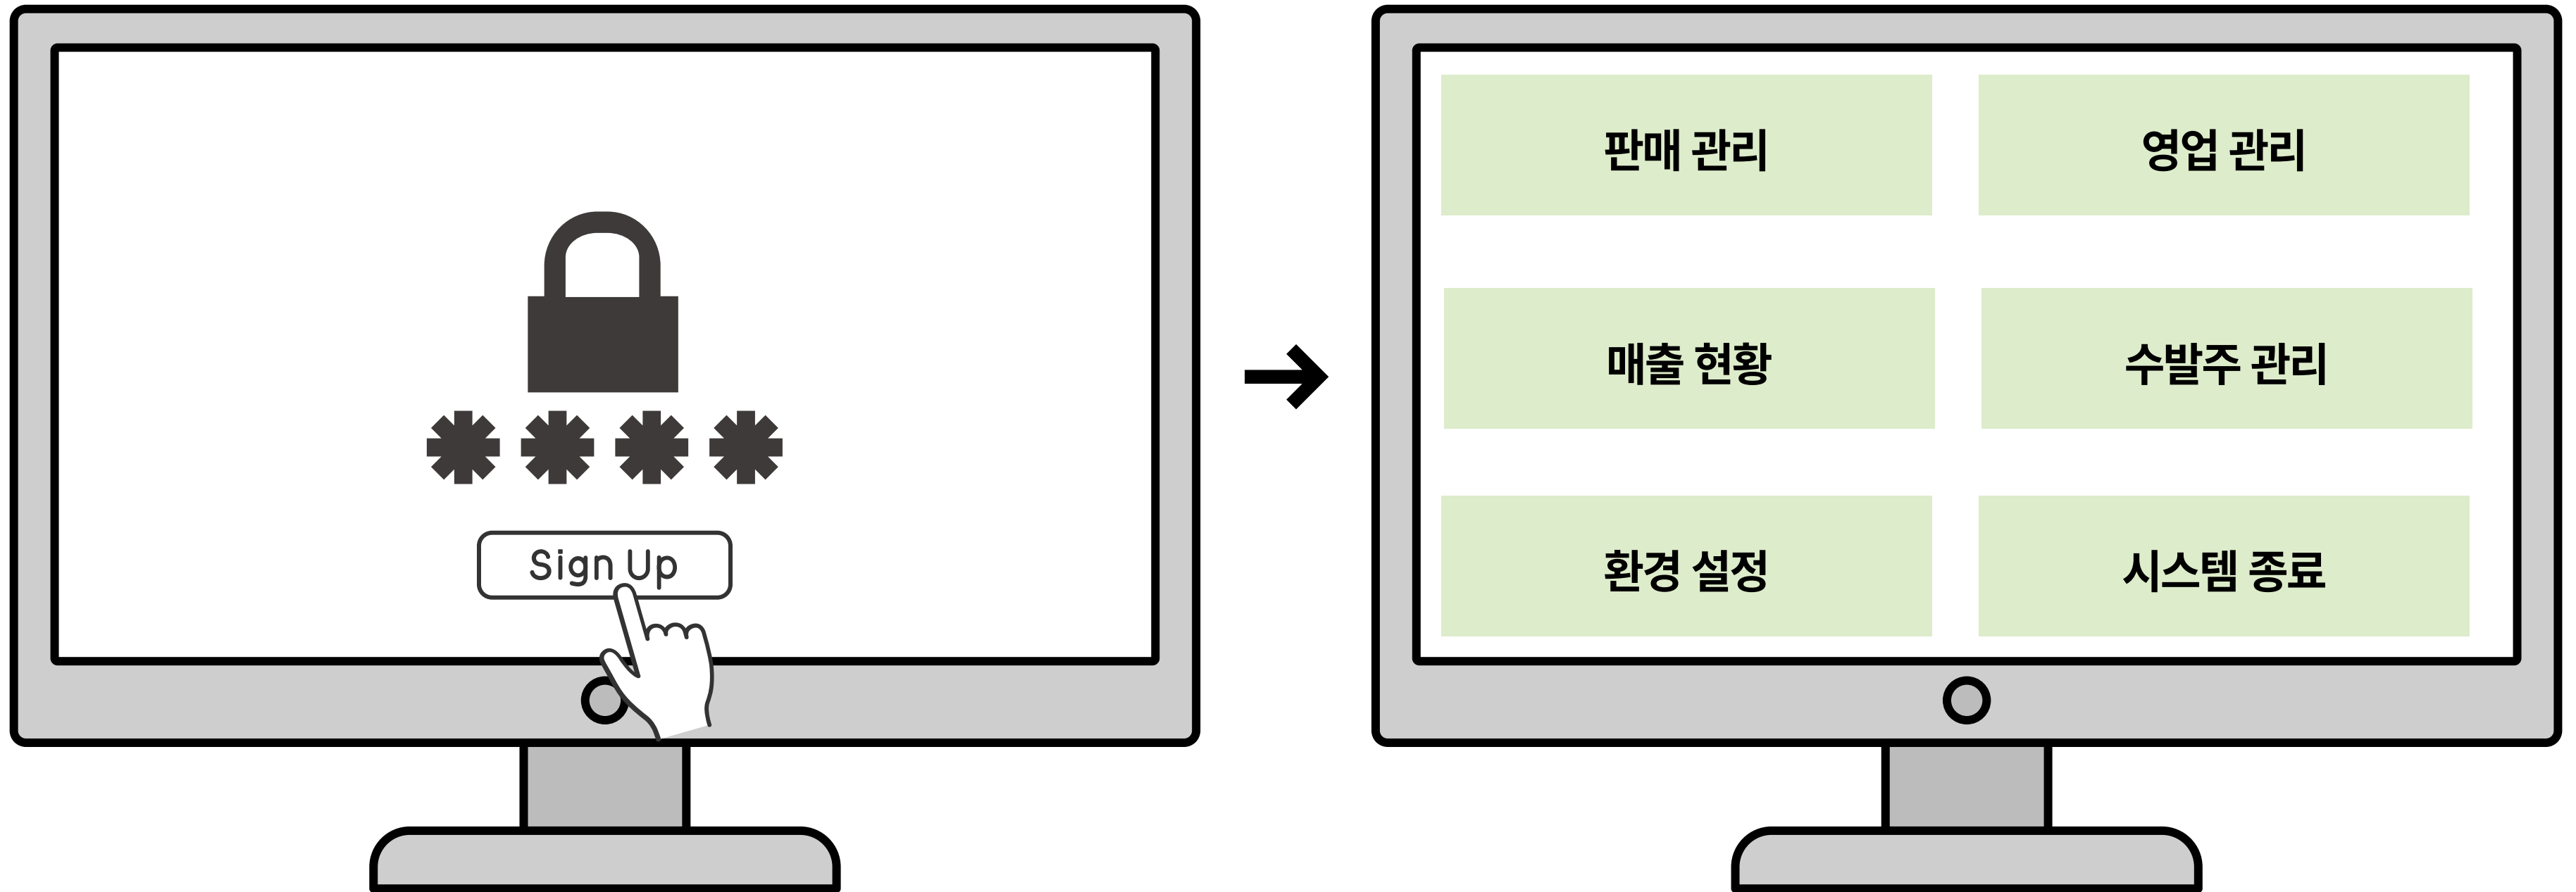 ****
Sign Up
판매 관리
영업 관리
매출 현황
수발주 관리
환경 설정
시스템 종료